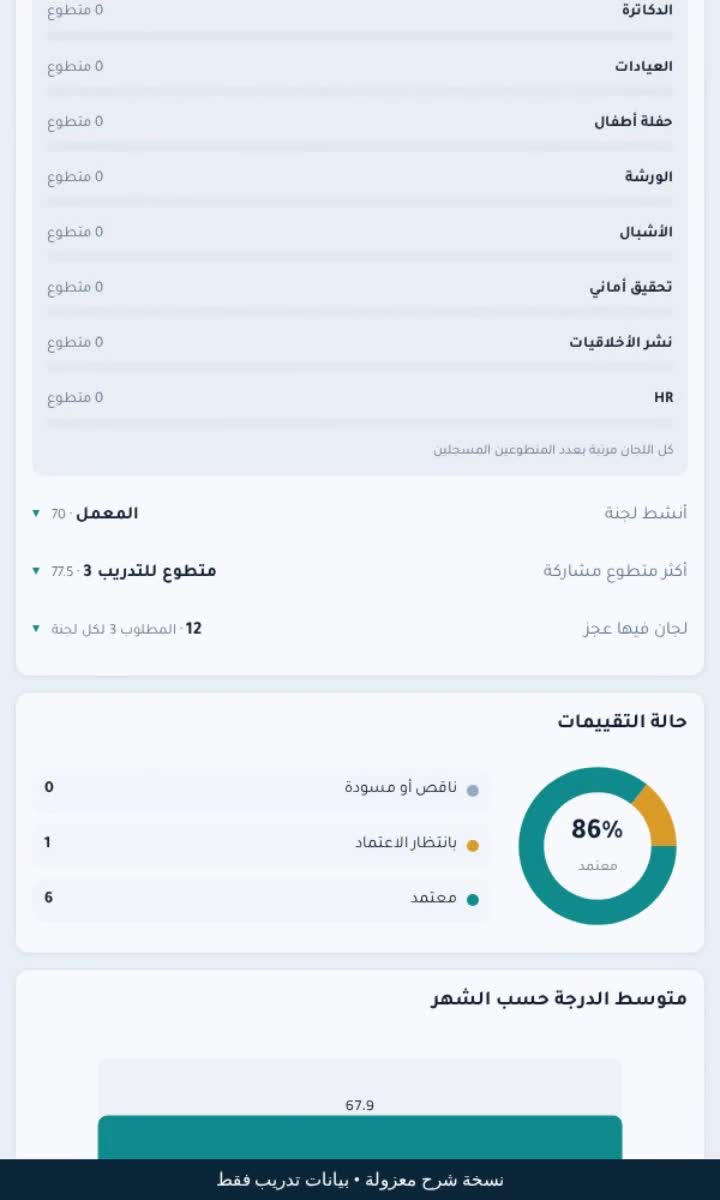 الدكاترة 0 متطوع
العيادات 0 متطوع
حفلة أطفال 0 متطوع
الورشة 0 متطوع
الأشبال 0 متطوع
تحقيق أماني 0 متطوع
نشر الأخلاقيات 0 متطوع
HR 0 متطوع
كل اللجان مرتبة بعدد المتطوعين المسجلين
أنشط لجنة المعمل · 70
أكثر متطوع مشاركة متطوع للتدريب 3 · 77.5
لجان فيها عجز 12 · المطلوب 3 لكل لجنة
حالة التقييمات
86%
معتمد
ناقص أو مسودة 0
بانتظار الاعتماد 1
معتمد 6
متوسط الدرجة حسب الشهر
67.9
نسخة شرح معزولة • بيانات تدريب فقط